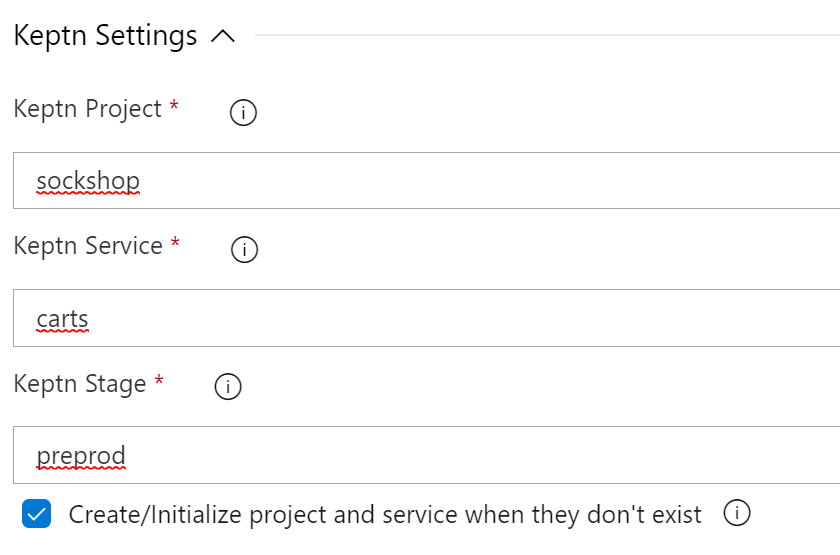 Keptn Settings
Keptn Project *
sockshop
Keptn Service *
carts
Keptn Stage *
preprod
Create/Initialize project and service when they don't exist